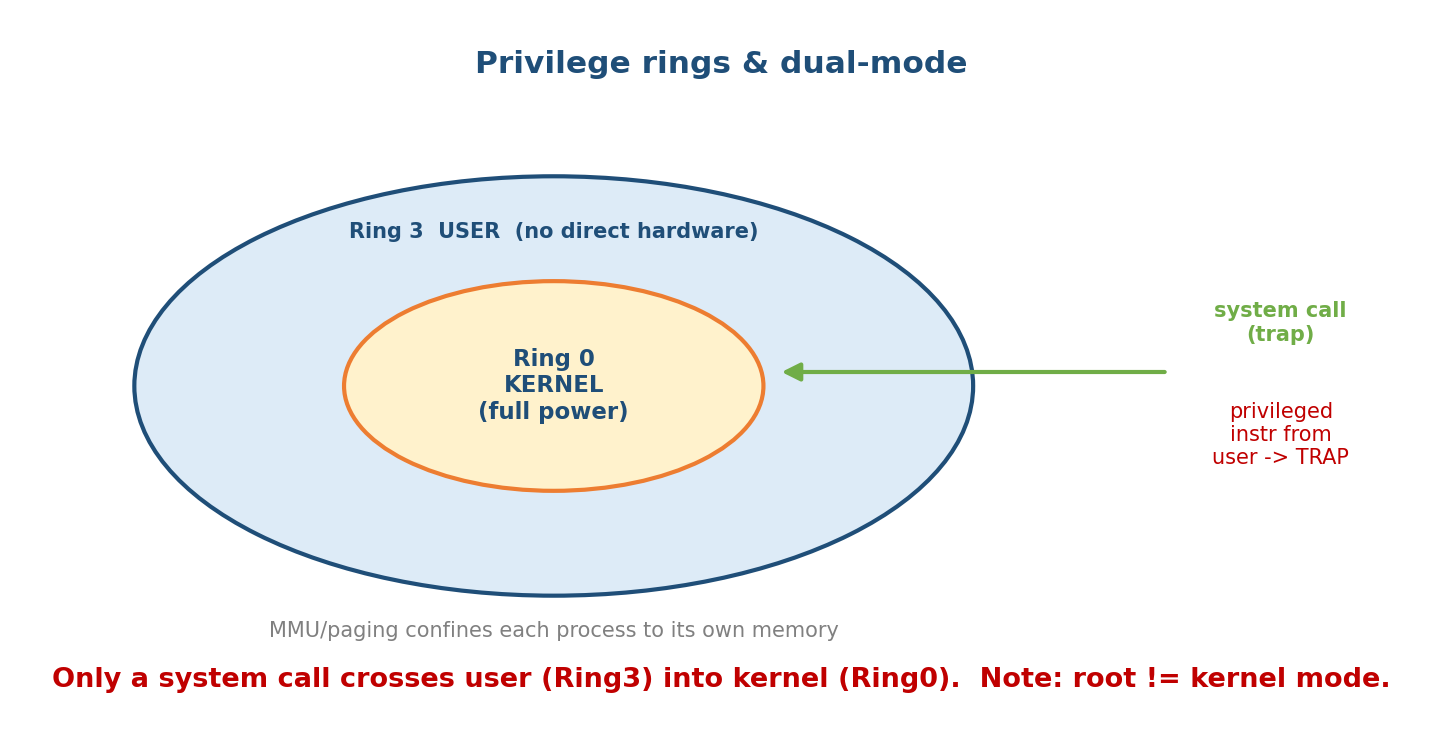 Privilege rings & dual-mode
Ring 3  USER  (no direct hardware)
Ring 0
KERNEL
(full power)
system call
(trap)
privileged
instr from
user -> TRAP
MMU/paging confines each process to its own memory
Only a system call crosses user (Ring3) into kernel (Ring0).  Note: root != kernel mode.